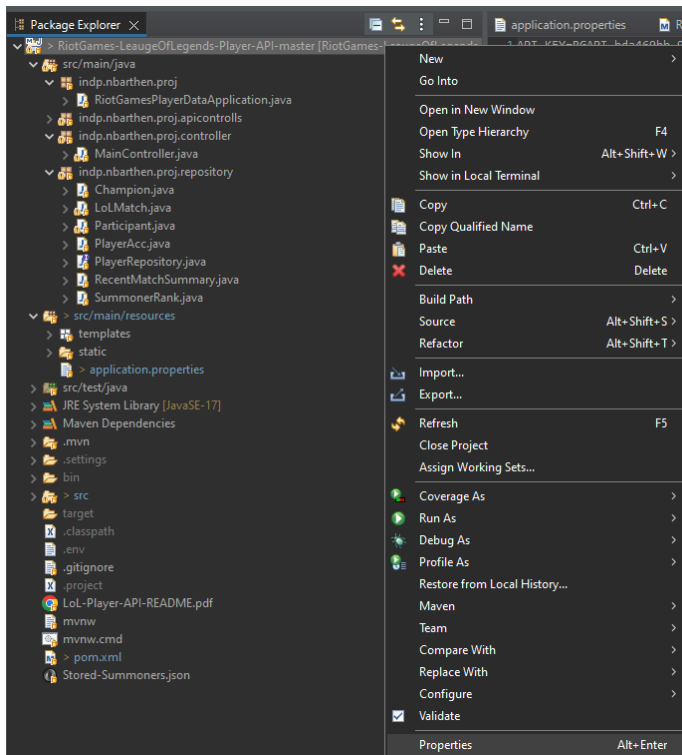 Package Explorer
application.properties
> RiotGames-LeaugeOfLegends-Player-API-master [RiotGames-LeaugeOfLegends
src/main/java
indp.nbarthen.proj
RiotGamesPlayerDataApplication.java
indp.nbarthen.proj.apicontrolls
indp.nbarthen.proj.controller
MainController.java
indp.nbarthen.proj.repository
Champion.java
LoLMatch.java
Participant.java
PlayerAcc.java
PlayerRepository.java
RecentMatchSummary.java
SummonerRank.java
> src/main/resources
templates
static
> application.properties
src/test/java
JRE System Library [JavaSE-17]
Maven Dependencies
.mvn
.settings
bin
> src
target
.classpath
.env
.gitignore
.project
LoL-Player-API-README.pdf
mvnw
mvnw.cmd
> pom.xml
Stored-Summoners.json
New
Go Into
Open in New Window
Open Type Hierarchy F4
Show In Alt+Shift+W >
Show in Local Terminal
Copy Ctrl+C
Copy Qualified Name
Paste Ctrl+V
Delete Delete
Build Path
Source Alt+Shift+S >
Refactor Alt+Shift+T >
Import...
Export...
Refresh F5
Close Project
Assign Working Sets...
Coverage As
Run As
Debug As
Profile As
Restore from Local History...
Maven
Team
Compare With
Replace With
Configure
Validate
Properties Alt+Enter